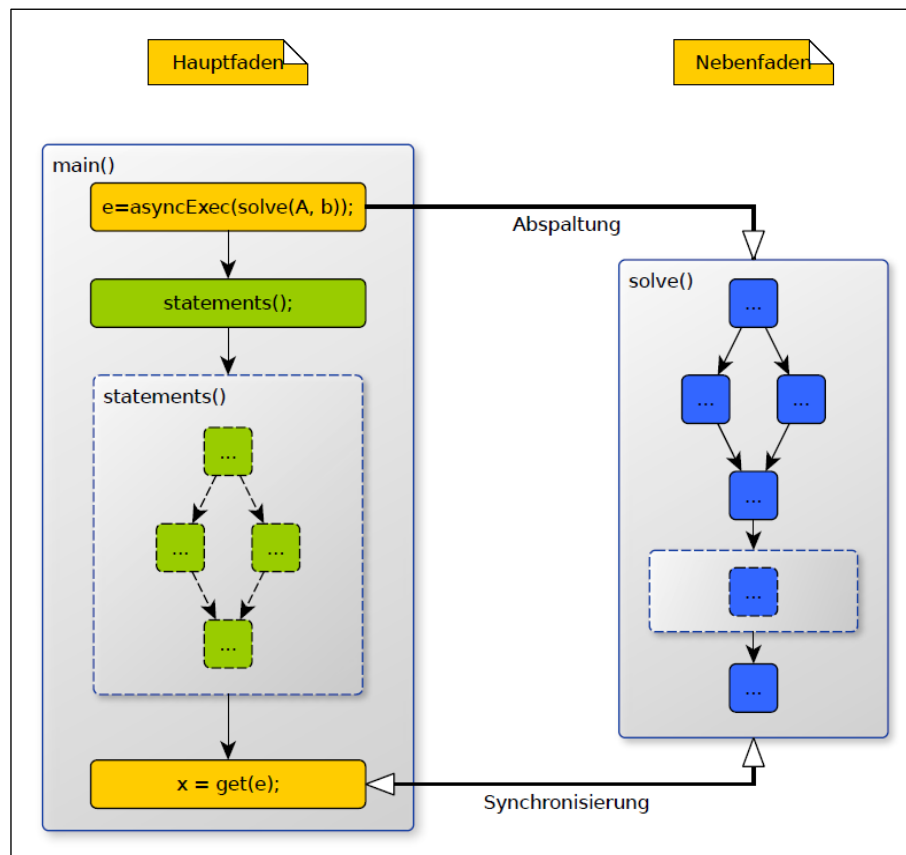 Hauptfaden
Nebenfaden
main()
e=asyncExec(solve(A, b));
Abspaltung
statements();
statements()
...
... ...
...
solve()
...
... ...
...
...
...
x = get(e);
Synchronisierung